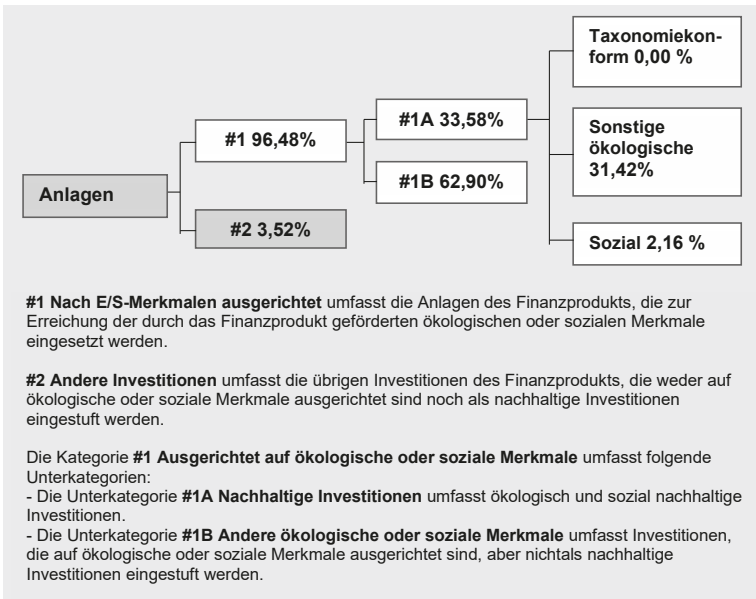 Anlagen
#1 96,48%
#2 3,52%
#1A 33,58%
#1B 62,90%
Taxonomiekon-
form 0,00 %
Sonstige
ökologische
31,42%
Sozial 2,16 %
#1 Nach E/S-Merkmalen ausgerichtet umfasst die Anlagen des Finanzprodukts, die zur
Erreichung der durch das Finanzprodukt geförderten ökologischen oder sozialen Merkmale
eingesetzt werden.
#2 Andere Investitionen umfasst die übrigen Investitionen des Finanzprodukts, die weder auf
ökologische oder soziale Merkmale ausgerichtet sind noch als nachhaltige Investitionen
eingestuft werden.
Die Kategorie #1 Ausgerichtet auf ökologische oder soziale Merkmale umfasst folgende
Unterkategorien:
- Die Unterkategorie #1A Nachhaltige Investitionen umfasst ökologisch und sozial nachhaltige
Investitionen.
- Die Unterkategorie #1B Andere ökologische oder soziale Merkmale umfasst Investitionen,
die auf ökologische oder soziale Merkmale ausgerichtet sind, aber nichtals nachhaltige
Investitionen eingestuft werden.